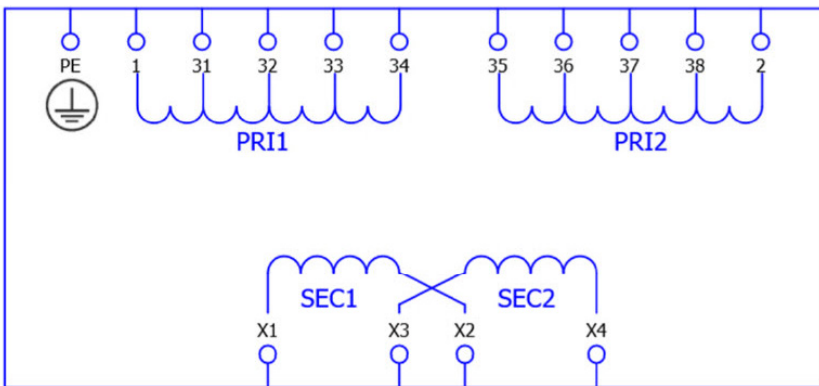 PE 1 31 32 33 34 35 36 37 38 2
PRI1 PRI2
SEC1 SEC2
X1 X3 X2 X4